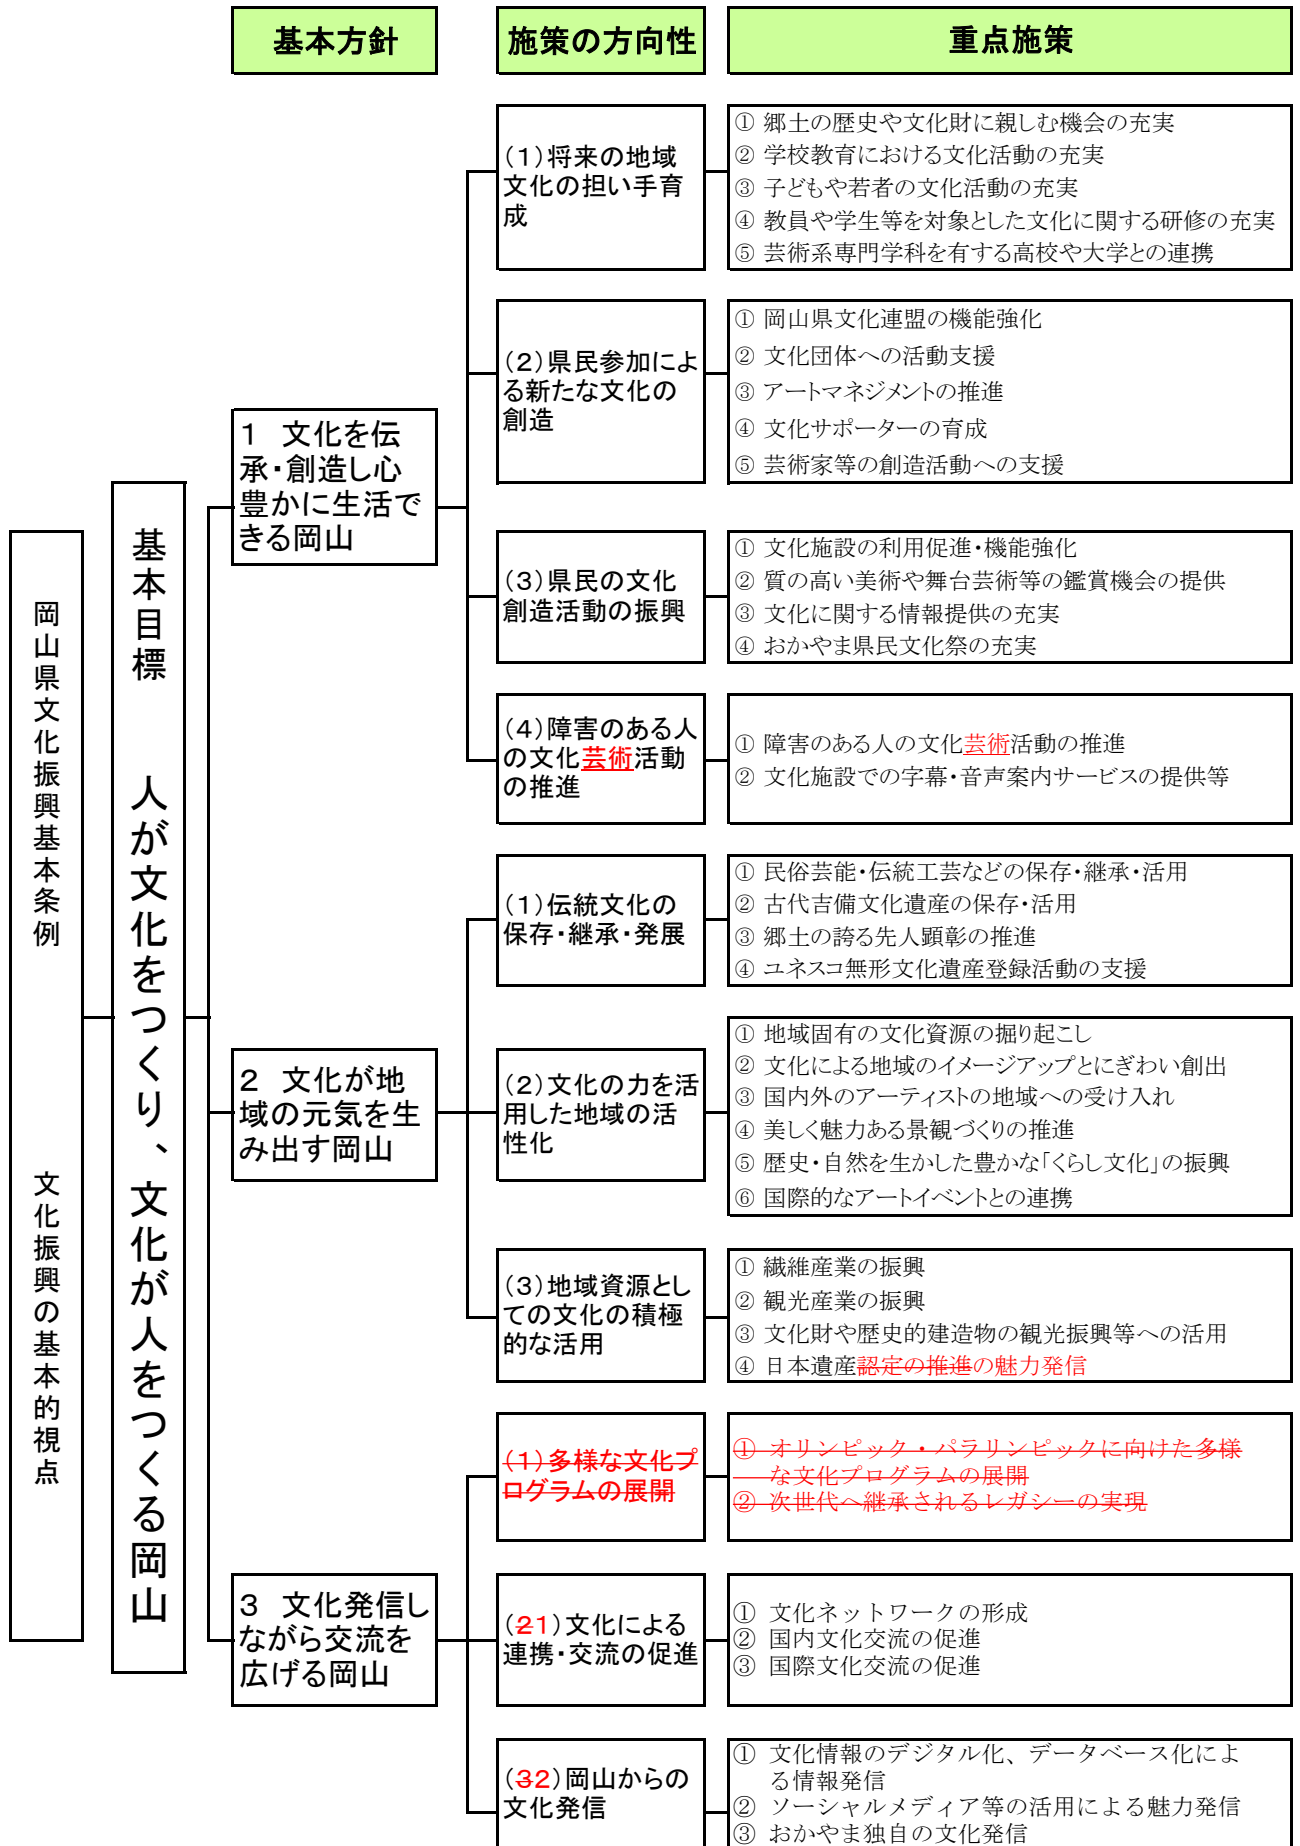 基本方針
施策の方向性
重点施策
岡山県文化振興基本条例
文化振興の基本的視点
基本目標　人が文化をつくり、文化が人をつくる岡山
1　文化を伝
承・創造し心
豊かに生活で
きる岡山
(1)将来の地域
文化の担い手育
成
① 郷土の歴史や文化財に親しむ機会の充実
② 学校教育における文化活動の充実
③ 子どもや若者の文化活動の充実
④ 教員や学生等を対象とした文化に関する研修の充実
⑤ 芸術系専門学科を有する高校や大学との連携
(2)県民参加によ
る新たな文化の
創造
① 岡山県文化連盟の機能強化
② 文化団体への活動支援
③ アートマネジメントの推進
④ 文化サポーターの育成
⑤ 芸術家等の創造活動への支援
(3)県民の文化
創造活動の振興
① 文化施設の利用促進・機能強化
② 質の高い美術や舞台芸術等の鑑賞機会の提供
③ 文化に関する情報提供の充実
④ おかやま県民文化祭の充実
(4)障害のある人
の文化芸術活動
の推進
① 障害のある人の文化芸術活動の推進
② 文化施設での字幕・音声案内サービスの提供等
2　文化が地
域の元気を生
み出す岡山
(1)伝統文化の
保存・継承・発展
① 民俗芸能・伝統工芸などの保存・継承・活用
② 古代吉備文化遺産の保存・活用
③ 郷土の誇る先人顕彰の推進
④ ユネスコ無形文化遺産登録活動の支援
(2)文化の力を活
用した地域の活
性化
① 地域固有の文化資源の掘り起こし
② 文化による地域のイメージアップとにぎわい創出
③ 国内外のアーティストの地域への受け入れ
④ 美しく魅力ある景観づくりの推進
⑤ 歴史・自然を生かした豊かな「くらし文化」の振興
⑥ 国際的なアートイベントとの連携
(3)地域資源とし
ての文化の積極
的な活用
① 繊維産業の振興
② 観光産業の振興
③ 文化財や歴史的建造物の観光振興等への活用
④ 日本遺産認定の推進の魅力発信
3　文化発信し
ながら交流を
広げる岡山
(1)多様な文化プ
ログラムの展開
① オリンピック・パラリンピックに向けた多様
な文化プログラムの展開
② 次世代へ継承されるレガシーの実現
(21)文化による
連携・交流の促進
① 文化ネットワークの形成
② 国内文化交流の促進
③ 国際文化交流の促進
(32)岡山からの
文化発信
① 文化情報のデジタル化、データベース化によ
る情報発信
② ソーシャルメディア等の活用による魅力発信
③ おかやま独自の文化発信